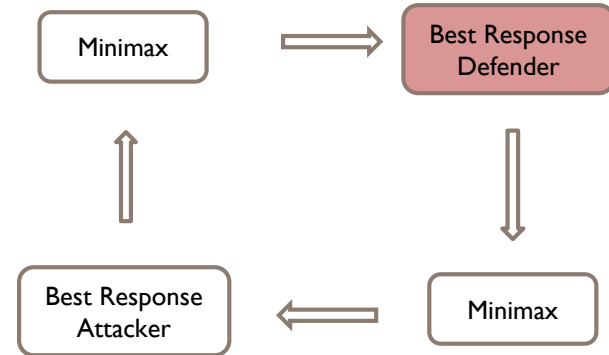 Minimax
Best Response
Defender
Best Response
Attacker
Minimax